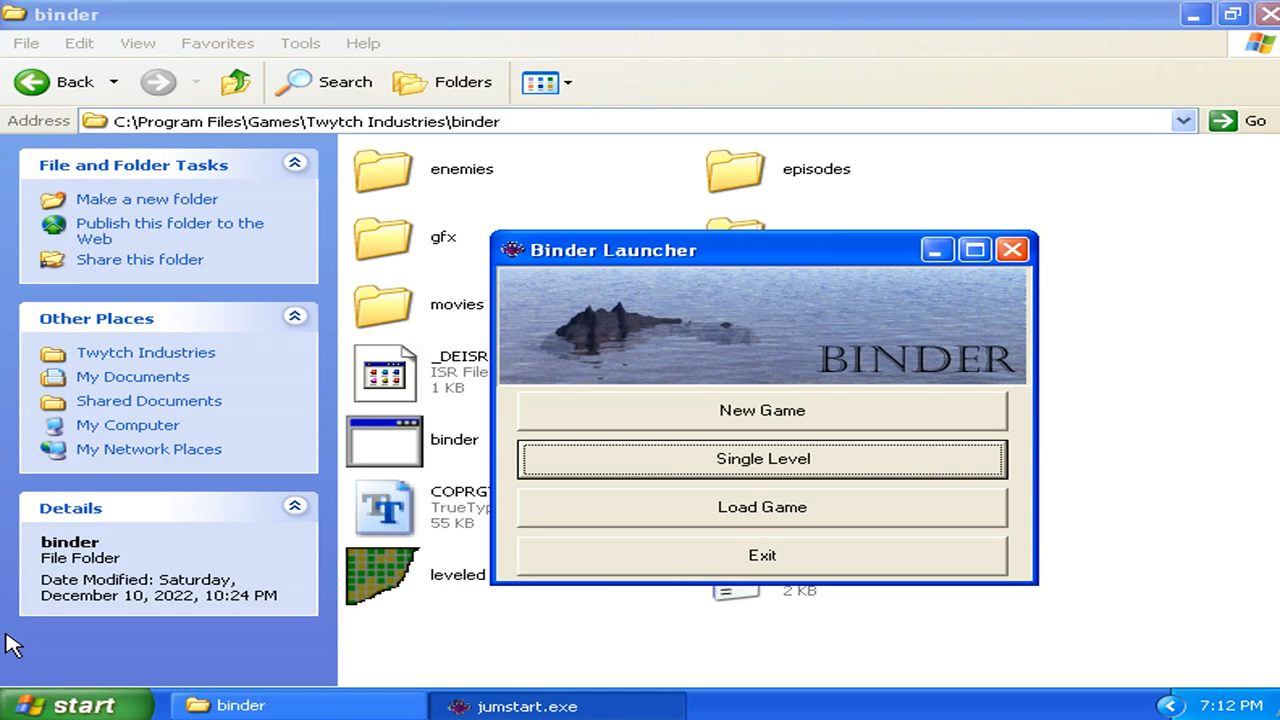 binder
File Edit View Favorites Tools Help
Back Search Folders
Address C:\Program Files\Games\Twytch Industries\binder Go
File and Folder Tasks
Make a new folder
Publish this folder to the
Web
Share this folder
Other Places
Twytch Industries
My Documents
Shared Documents
My Computer
My Network Places
Details
binder
File Folder
Date Modified: Saturday,
December 10, 2022, 10:24 PM
enemies episodes
gfx
movies
_DEISR
ISR File
1 KB
binder
COPRG
TrueType
55 KB
leveled
2 KB
Binder Launcher
BINDER
New Game
Single Level
Load Game
Exit
start binder jumstart.exe 7:12 PM